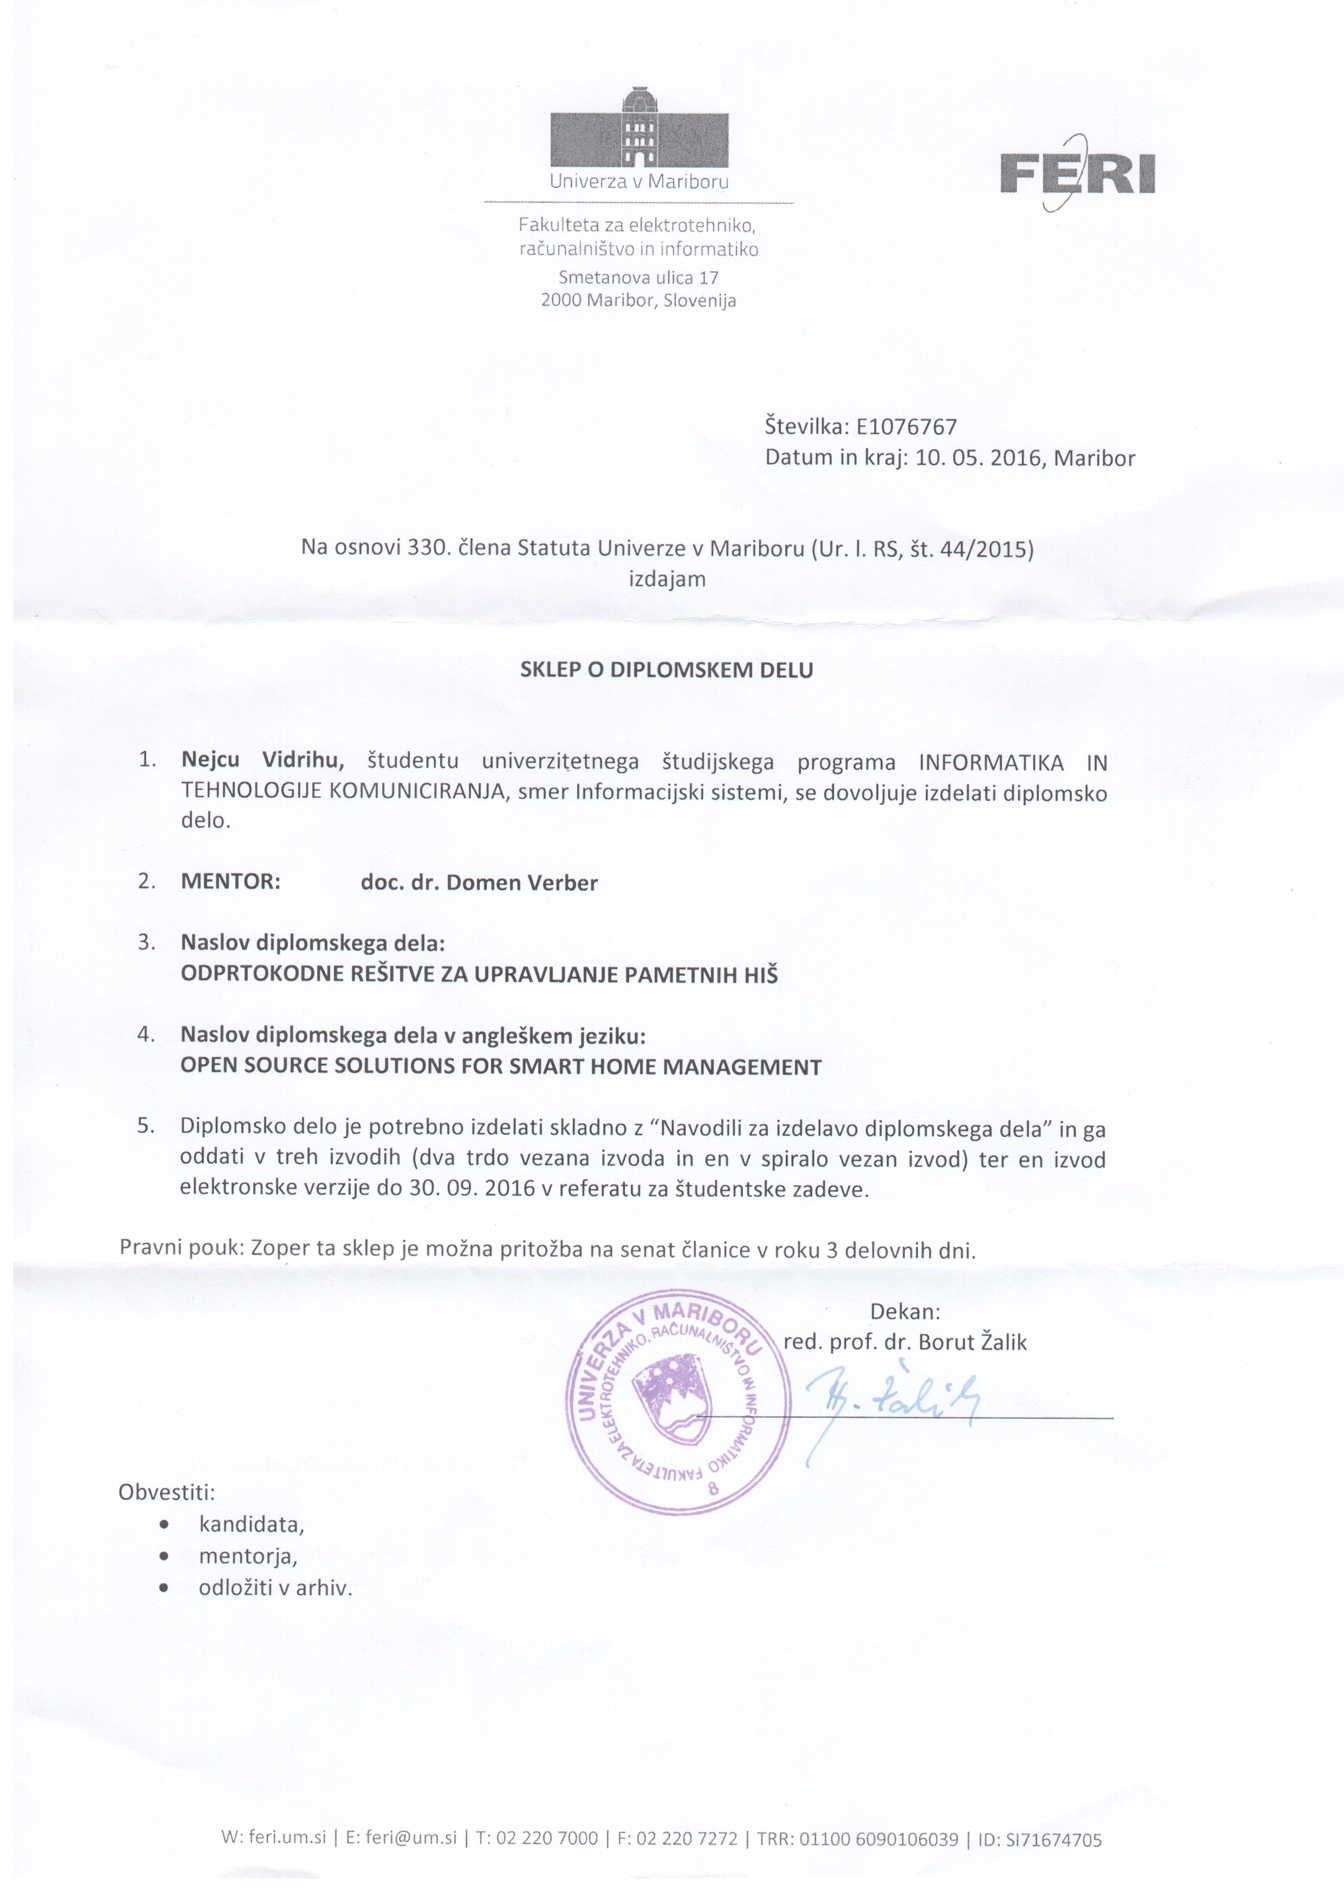 Univerza v Mariboru
FERI
Fakulteta za elektrotehniko,
računalništvo in informatiko
Smetanova ulica 17
2000 Maribor, Slovenija
Številka: E1076767
Datum in kraj: 10. 05. 2016, Maribor
Na osnovi 330. člena Statuta Univerze v Mariboru (Ur. l. RS, št. 44/2015)
izdajam
SKLEP O DIPLOMSKEM DELU
1. Nejcu Vidrihu, študentu univerzitetnega študijskega programa INFORMATIKA IN
TEHNOLOGIJE KOMUNICIRANJA, smer Informacijski sistemi, se dovoljuje izdelati diplomsko
delo.
2. MENTOR: doc. dr. Domen Verber
3. Naslov diplomskega dela:
ODPRTOKODNE REŠITVE ZA UPRAVLJANJE PAMETNIH HIŠ
4. Naslov diplomskega dela v angleškem jeziku:
OPEN SOURCE SOLUTIONS FOR SMART HOME MANAGEMENT
5. Diplomsko delo je potrebno izdelati skladno z “Navodili za izdelavo diplomskega dela” in ga
oddati v treh izvodih (dva trdo vezana izvoda in en v spiralo vezan izvod) ter en izvod
elektronske verzije do 30. 09. 2016 v referatu za študentske zadeve.
Pravni pouk: Zoper ta sklep je možna pritožba na senat članice v roku 3 delovnih dni.
Dekan:
red. prof. dr. Borut Žalik
UNIVERZA V MARIBORU
FAKULTETA ZA ELEKTROTEHNIKO, RAČUNALNIŠTVO IN INFORMATIKO
8
Obvestiti:
• kandidata,
• mentorja,
• odložiti v arhiv.
W: feri.um.si | E: feri@um.si | T: 02 220 7000 | F: 02 220 7272 | TRR: 01100 6090106039 | ID: SI71674705